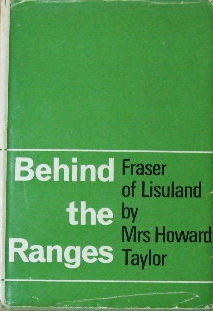 Behind
the
Ranges
Fraser
of Lisuland
by
Mrs Howard
Taylor